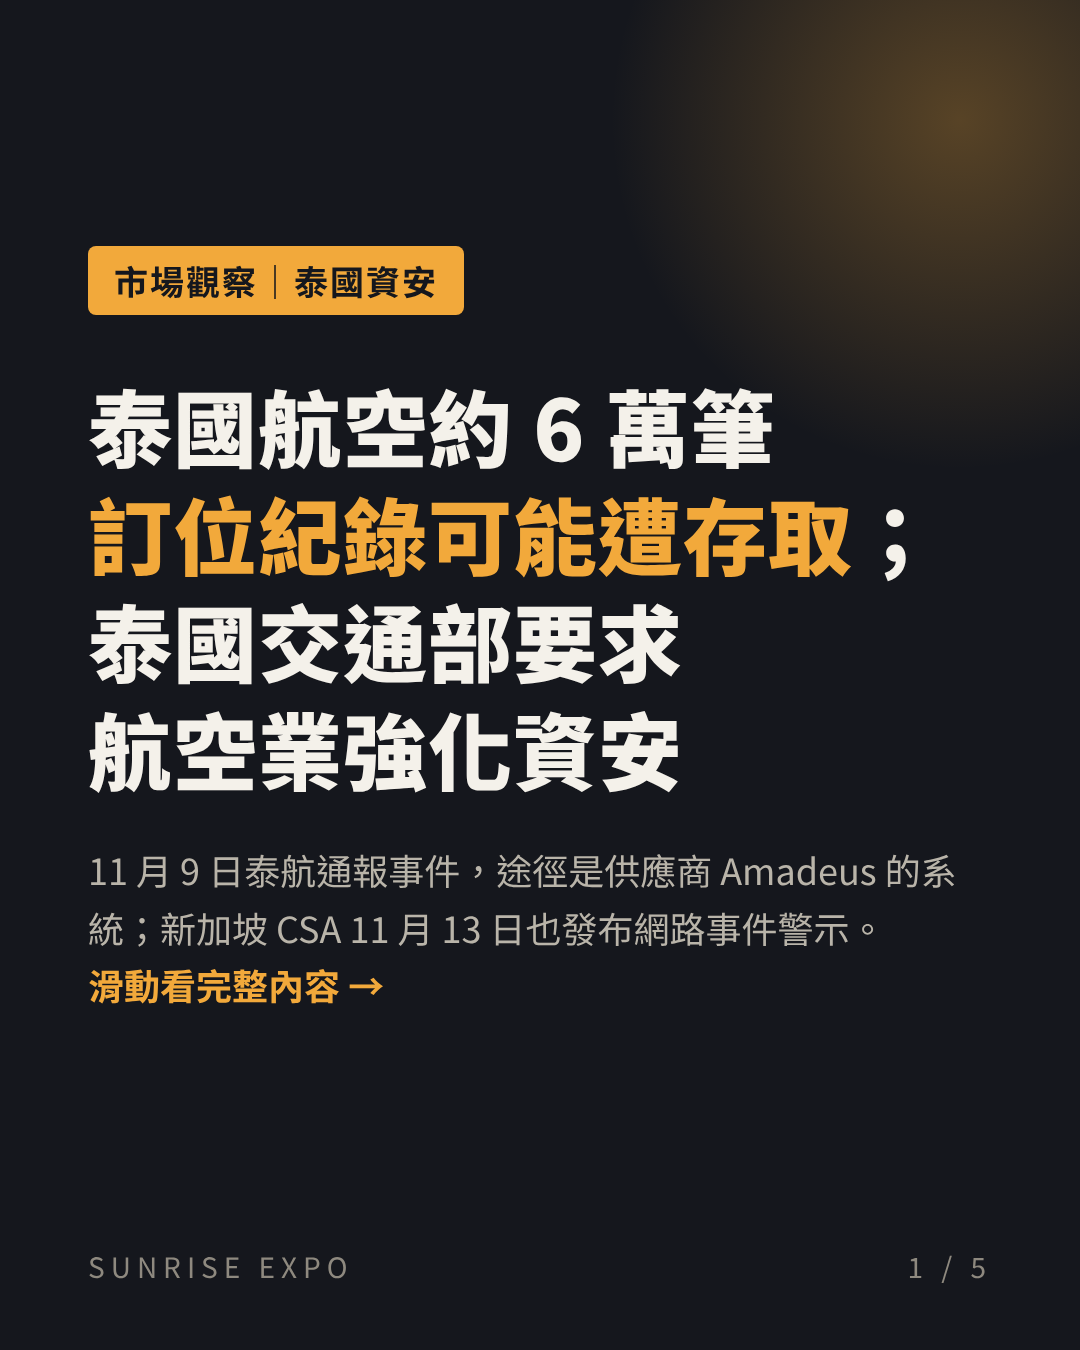 市場觀察｜泰國資安
泰國航空約 6 萬筆
訂位紀錄可能遭存取；
泰國交通部要求
航空業強化資安
11 月 9 日泰航通報事件，途徑是供應商 Amadeus 的系
統；新加坡 CSA 11 月 13 日也發布網路事件警示。
滑動看完整內容 →
SUNRISE EXPO
1 / 5